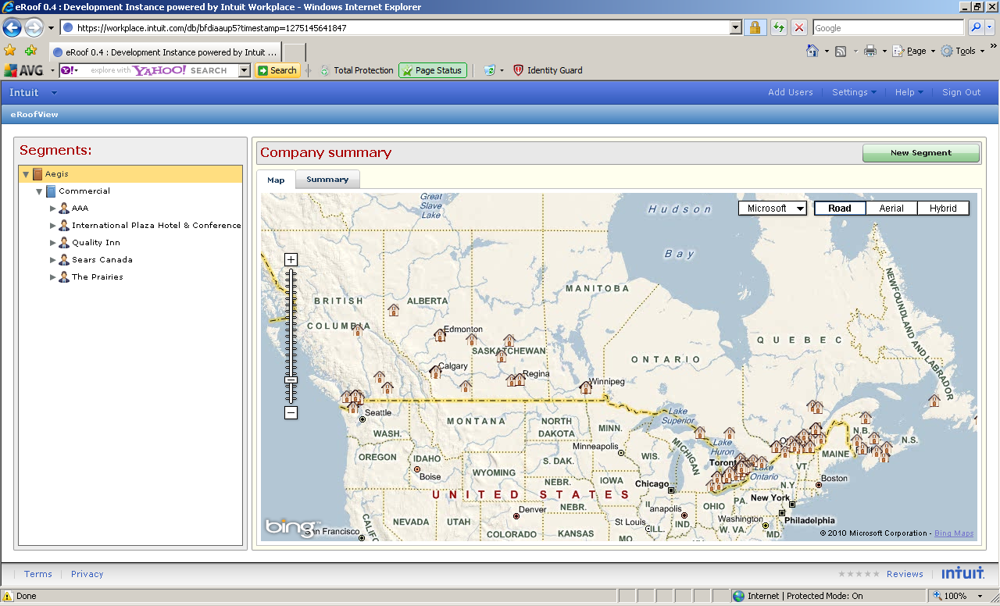 eRoof 0.4 : Development Instance powered by Intuit Workplace - Windows Internet Explorer
https://workplace.intuit.com/db/bfdiaaup5?timestamp=1275145641847
Google
eRoof 0.4 : Development Instance powered by Intuit ...
Page
Tools
AVG
Y!
explore with YAHOO! SEARCH
Search
Total Protection
Page Status
Identity Guard
Intuit
Add Users
Settings
Help
Sign Out
eRoofView
Segments:
Aegis
Commercial
AAA
International Plaza Hotel & Conference
Quality Inn
Sears Canada
The Prairies
Company summary
New Segment
Map
Summary
Microsoft
Road
Aerial
Hybrid
Great
Slave
Lake
Hudson
Bay
NEWFOUNDLAND AND LABRADOR
MANITOBA
BRITISH
COLUMBIA
ALBERTA
Edmonton
SASKATCHEWAN
QUEBEC
ONTARIO
Calgary
Regina
Winnipeg
Seattle
Lake
Superior
MONTANA
NORTH
DAKOTA
MINN.
WASH.
N.B.
N.S.
Lake
Huron
Minneapolis
OREGON
IDAHO
WYOMING
S. DAK.
WIS.
MICHIGAN
MAINE
VT.
Toront
Lake
Ontario
Boise
NEBR.
IOWA
Chicago
Boston
N.Y.
UNITED STATES
New York
PA.
OHIO
IND.
ianapolis
Denver
NEBR.
Philadelphia
Washington
NEVADA
UTAH
COLORADO
KANSAS
St Louis
ILL.
W. VA.
MD.
MO
CALIF
n Francisco
bing
© 2010 Microsoft Corporation - Bing Maps
Terms
Privacy
Reviews
INTUIT
Done
Internet | Protected Mode: On
100%